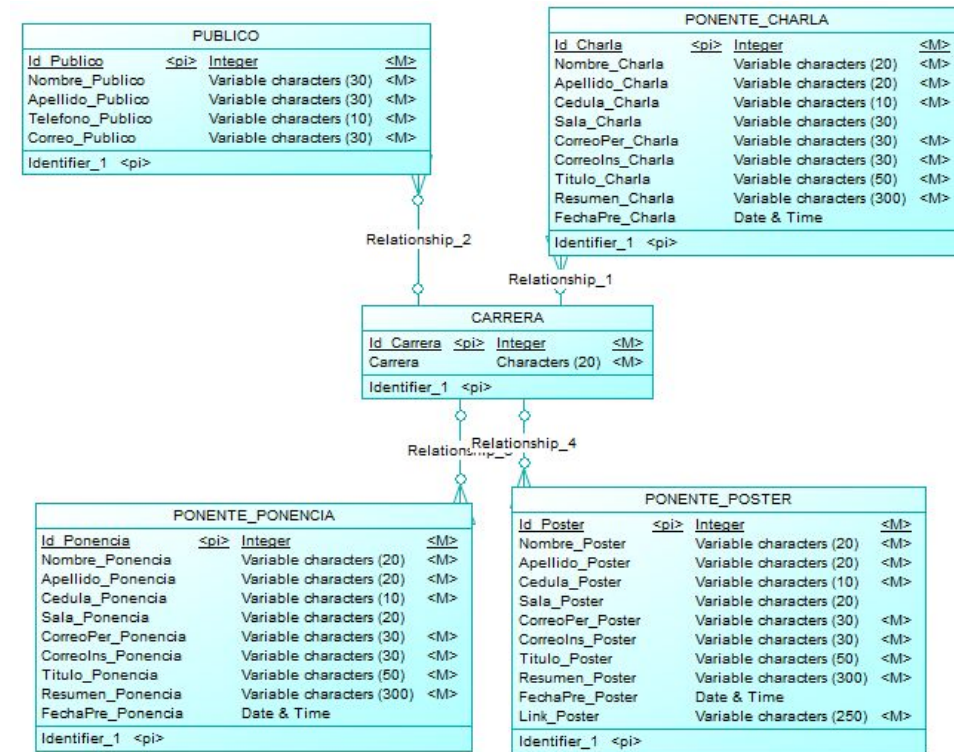 PUBLICO
Id_Publico <pi> Integer <M>
Nombre_Publico Variable characters (30) <M>
Apellido_Publico Variable characters (30) <M>
Telefono_Publico Variable characters (10) <M>
Correo_Publico Variable characters (30) <M>
Identifier_1 <pi>
PONENTE_CHARLA
Id_Charla <pi> Integer <M>
Nombre_Charla Variable characters (20) <M>
Apellido_Charla Variable characters (20) <M>
Cedula_Charla Variable characters (10) <M>
Sala_Charla Variable characters (30)
CorreoPer_Charla Variable characters (30) <M>
CorreoIns_Charla Variable characters (30) <M>
Titulo_Charla Variable characters (50) <M>
Resumen_Charla Variable characters (300) <M>
FechaPre_Charla Date & Time
Identifier_1 <pi>
Relationship_2
Relationship_1
CARRERA
Id_Carrera <pi> Integer <M>
Carrera Characters (20) <M>
Identifier_1 <pi>
Relationship_4
PONENTE_PONENCIA
Id_Ponencia <pi> Integer <M>
Nombre_Ponencia Variable characters (20) <M>
Apellido_Ponencia Variable characters (20) <M>
Cedula_Ponencia Variable characters (10) <M>
Sala_Ponencia Variable characters (20)
CorreoPer_Ponencia Variable characters (30) <M>
CorreoIns_Ponencia Variable characters (30) <M>
Titulo_Ponencia Variable characters (50) <M>
Resumen_Ponencia Variable characters (300) <M>
FechaPre_Ponencia Date & Time
Identifier_1 <pi>
PONENTE_POSTER
Id_Poster <pi> Integer <M>
Nombre_Poster Variable characters (20) <M>
Apellido_Poster Variable characters (20) <M>
Cedula_Poster Variable characters (10) <M>
Sala_Poster Variable characters (20)
CorreoPer_Poster Variable characters (30) <M>
CorreoIns_Poster Variable characters (30) <M>
Titulo_Poster Variable characters (50) <M>
Resumen_Poster Variable characters (300) <M>
FechaPre_Poster Date & Time
Link_Poster Variable characters (250) <M>
Identifier_1 <pi>